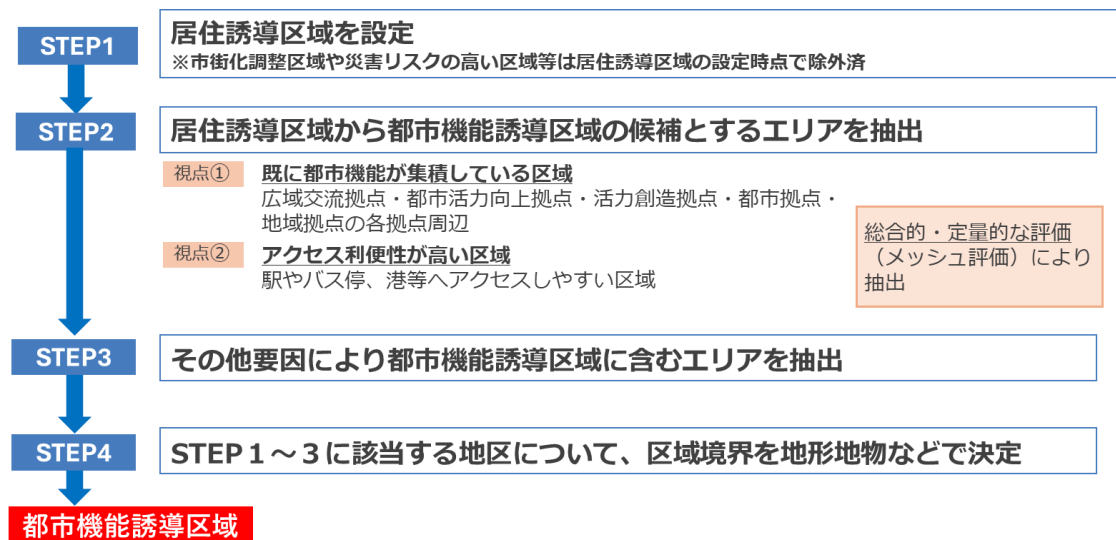 STEP1
居住誘導区域を設定
※市街化調整区域や災害リスクの高い区域等は居住誘導区域の設定時点で除外済
STEP2
居住誘導区域から都市機能誘導区域の候補とするエリアを抽出
視点①
既に都市機能が集積している区域
広域交流拠点・都市活力向上拠点・活力創造拠点・都市拠点・
地域拠点の各拠点周辺
視点②
アクセス利便性が高い区域
駅やバス停、港等へアクセスしやすい区域
総合的・定量的な評価
（メッシュ評価）により
抽出
STEP3
その他要因により都市機能誘導区域に含むエリアを抽出
STEP4
STEP１～３に該当する地区について、区域境界を地形地物などで決定
都市機能誘導区域